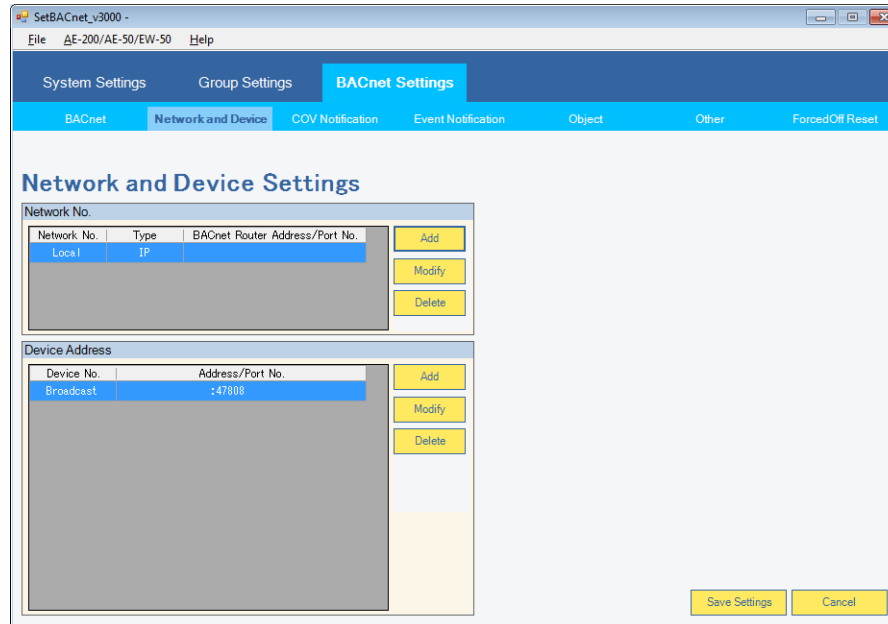 SetBACnet_v3000 -
File AE-200/AE-50/EW-50 Help
System Settings Group Settings BACnet Settings
BACnet Network and Device COV Notification Event Notification Object Other ForcedOff Reset
Network and Device Settings
Network No.
Network No. Type BACnet Router Address/Port No.
Local IP
Add
Modify
Delete
Device Address
Device No. Address/Port No.
Broadcast :47808
Add
Modify
Delete
Save Settings Cancel